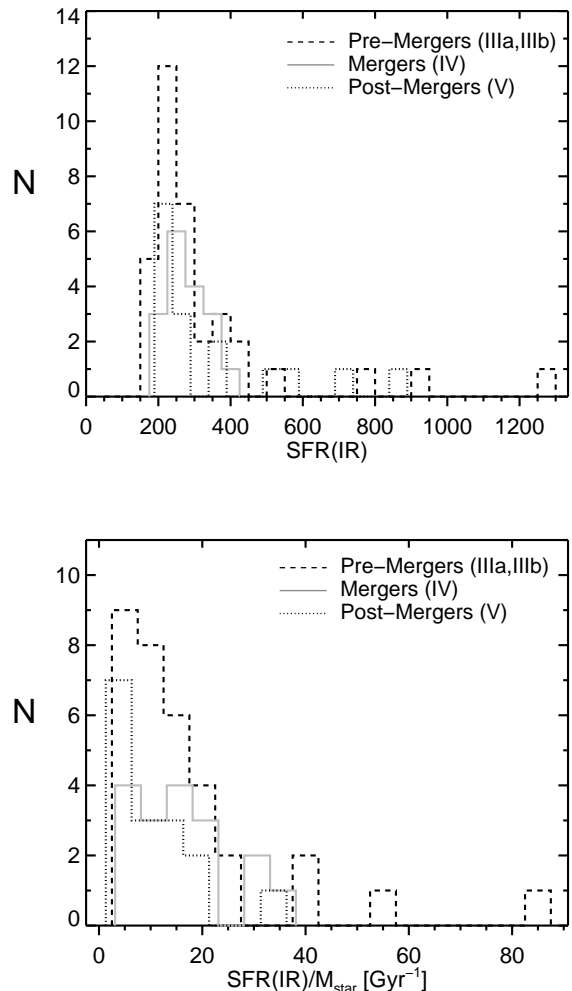 14
12
10
8
6
4
2
0
N
Pre−Mergers (IIIa,IIIb)
Mergers (IV)
Post−Mergers (V)
0 200 400 600 800 1000 1200
SFR(IR)
10
8
6
4
2
0
N
Pre−Mergers (IIIa,IIIb)
Mergers (IV)
Post−Mergers (V)
0 20 40 60 80
SFR(IR)/Mstar [Gyr−1]